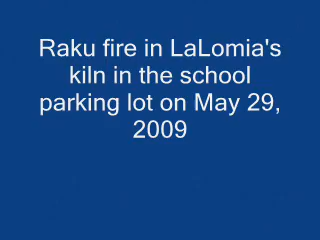 Raku fire in LaLomia's
kiln in the school
parking lot on May 29,
2009